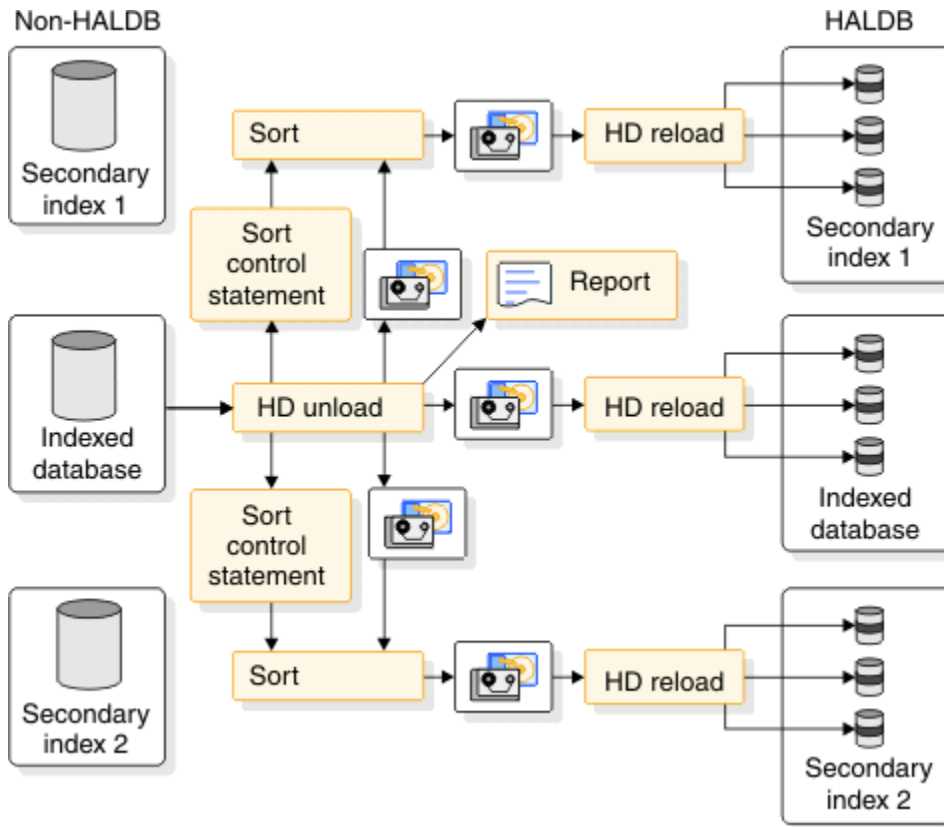 Non-HALDB
HALDB
Secondary
index 1
Sort
HD reload
Secondary
index 1
Sort
control
statement
Report
Indexed
database
HD unload
HD reload
Indexed
database
Sort
control
statement
Secondary
index 2
Sort
HD reload
Secondary
index 2